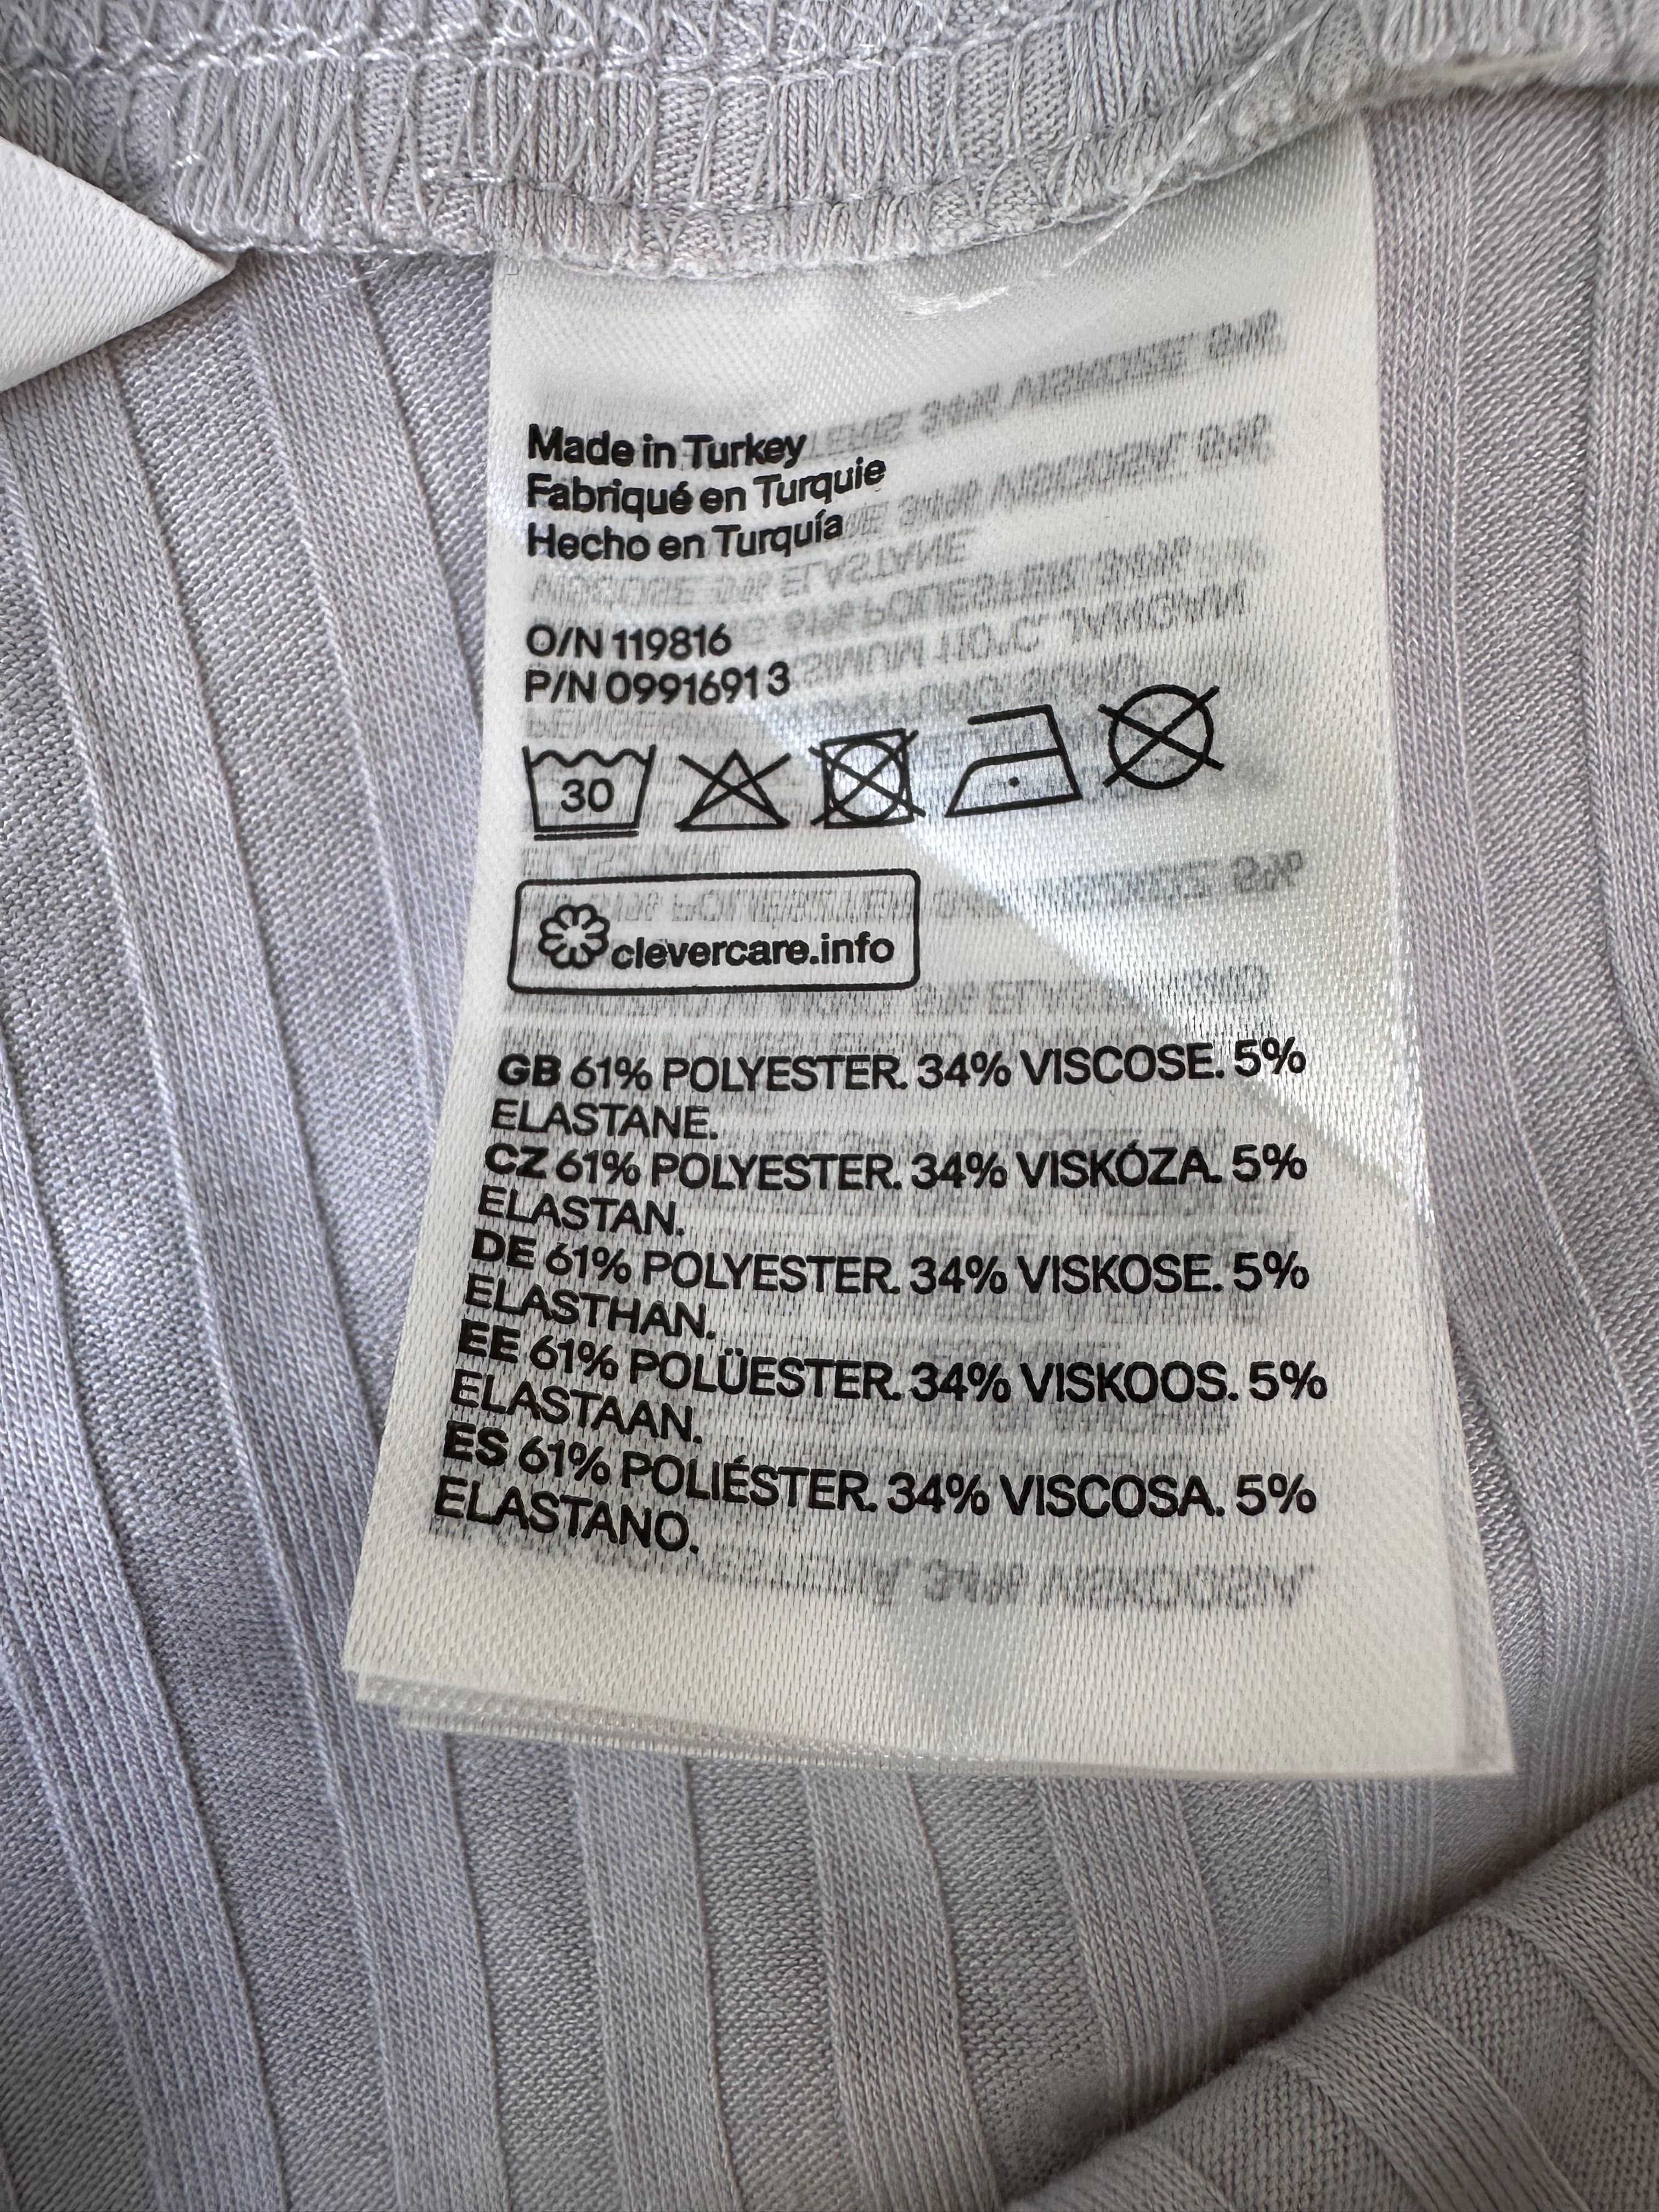 Made in Turkey
Fabriqué en Turquie
Hecho en Turquía
O/N 119816
P/N 09916913
30
clevercare.info
GB 61% POLYESTER. 34% VISCOSE. 5%
ELASTANE.
CZ 61% POLYESTER. 34% VISKÓZA. 5%
ELASTAN.
DE 61% POLYESTER. 34% VISKOSE. 5%
ELASTHAN.
EE 61% POLÜESTER. 34% VISKOOS. 5%
ELASTAAN.
ES 61% POLIÉSTER. 34% VISCOSA. 5%
ELASTANO.